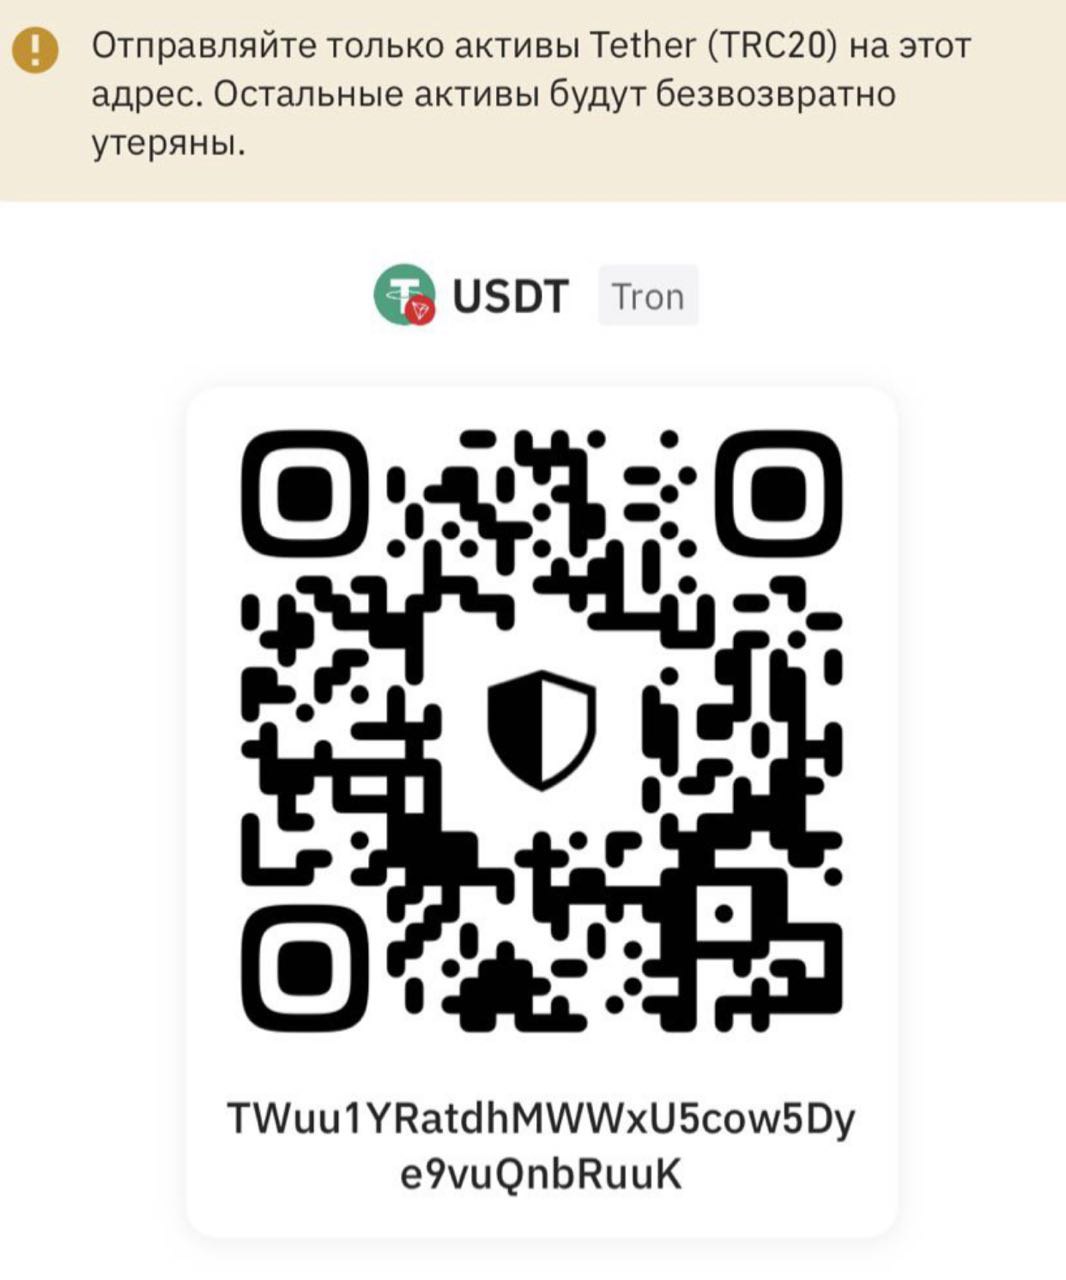 Отправляйте только активы Tether (TRC20) на этот
адрес. Остальные активы будут безвозвратно
утеряны.
USDT Tron
TWuu1YRatdhMWWxU5cow5Dy
e9vuQnbRuuK